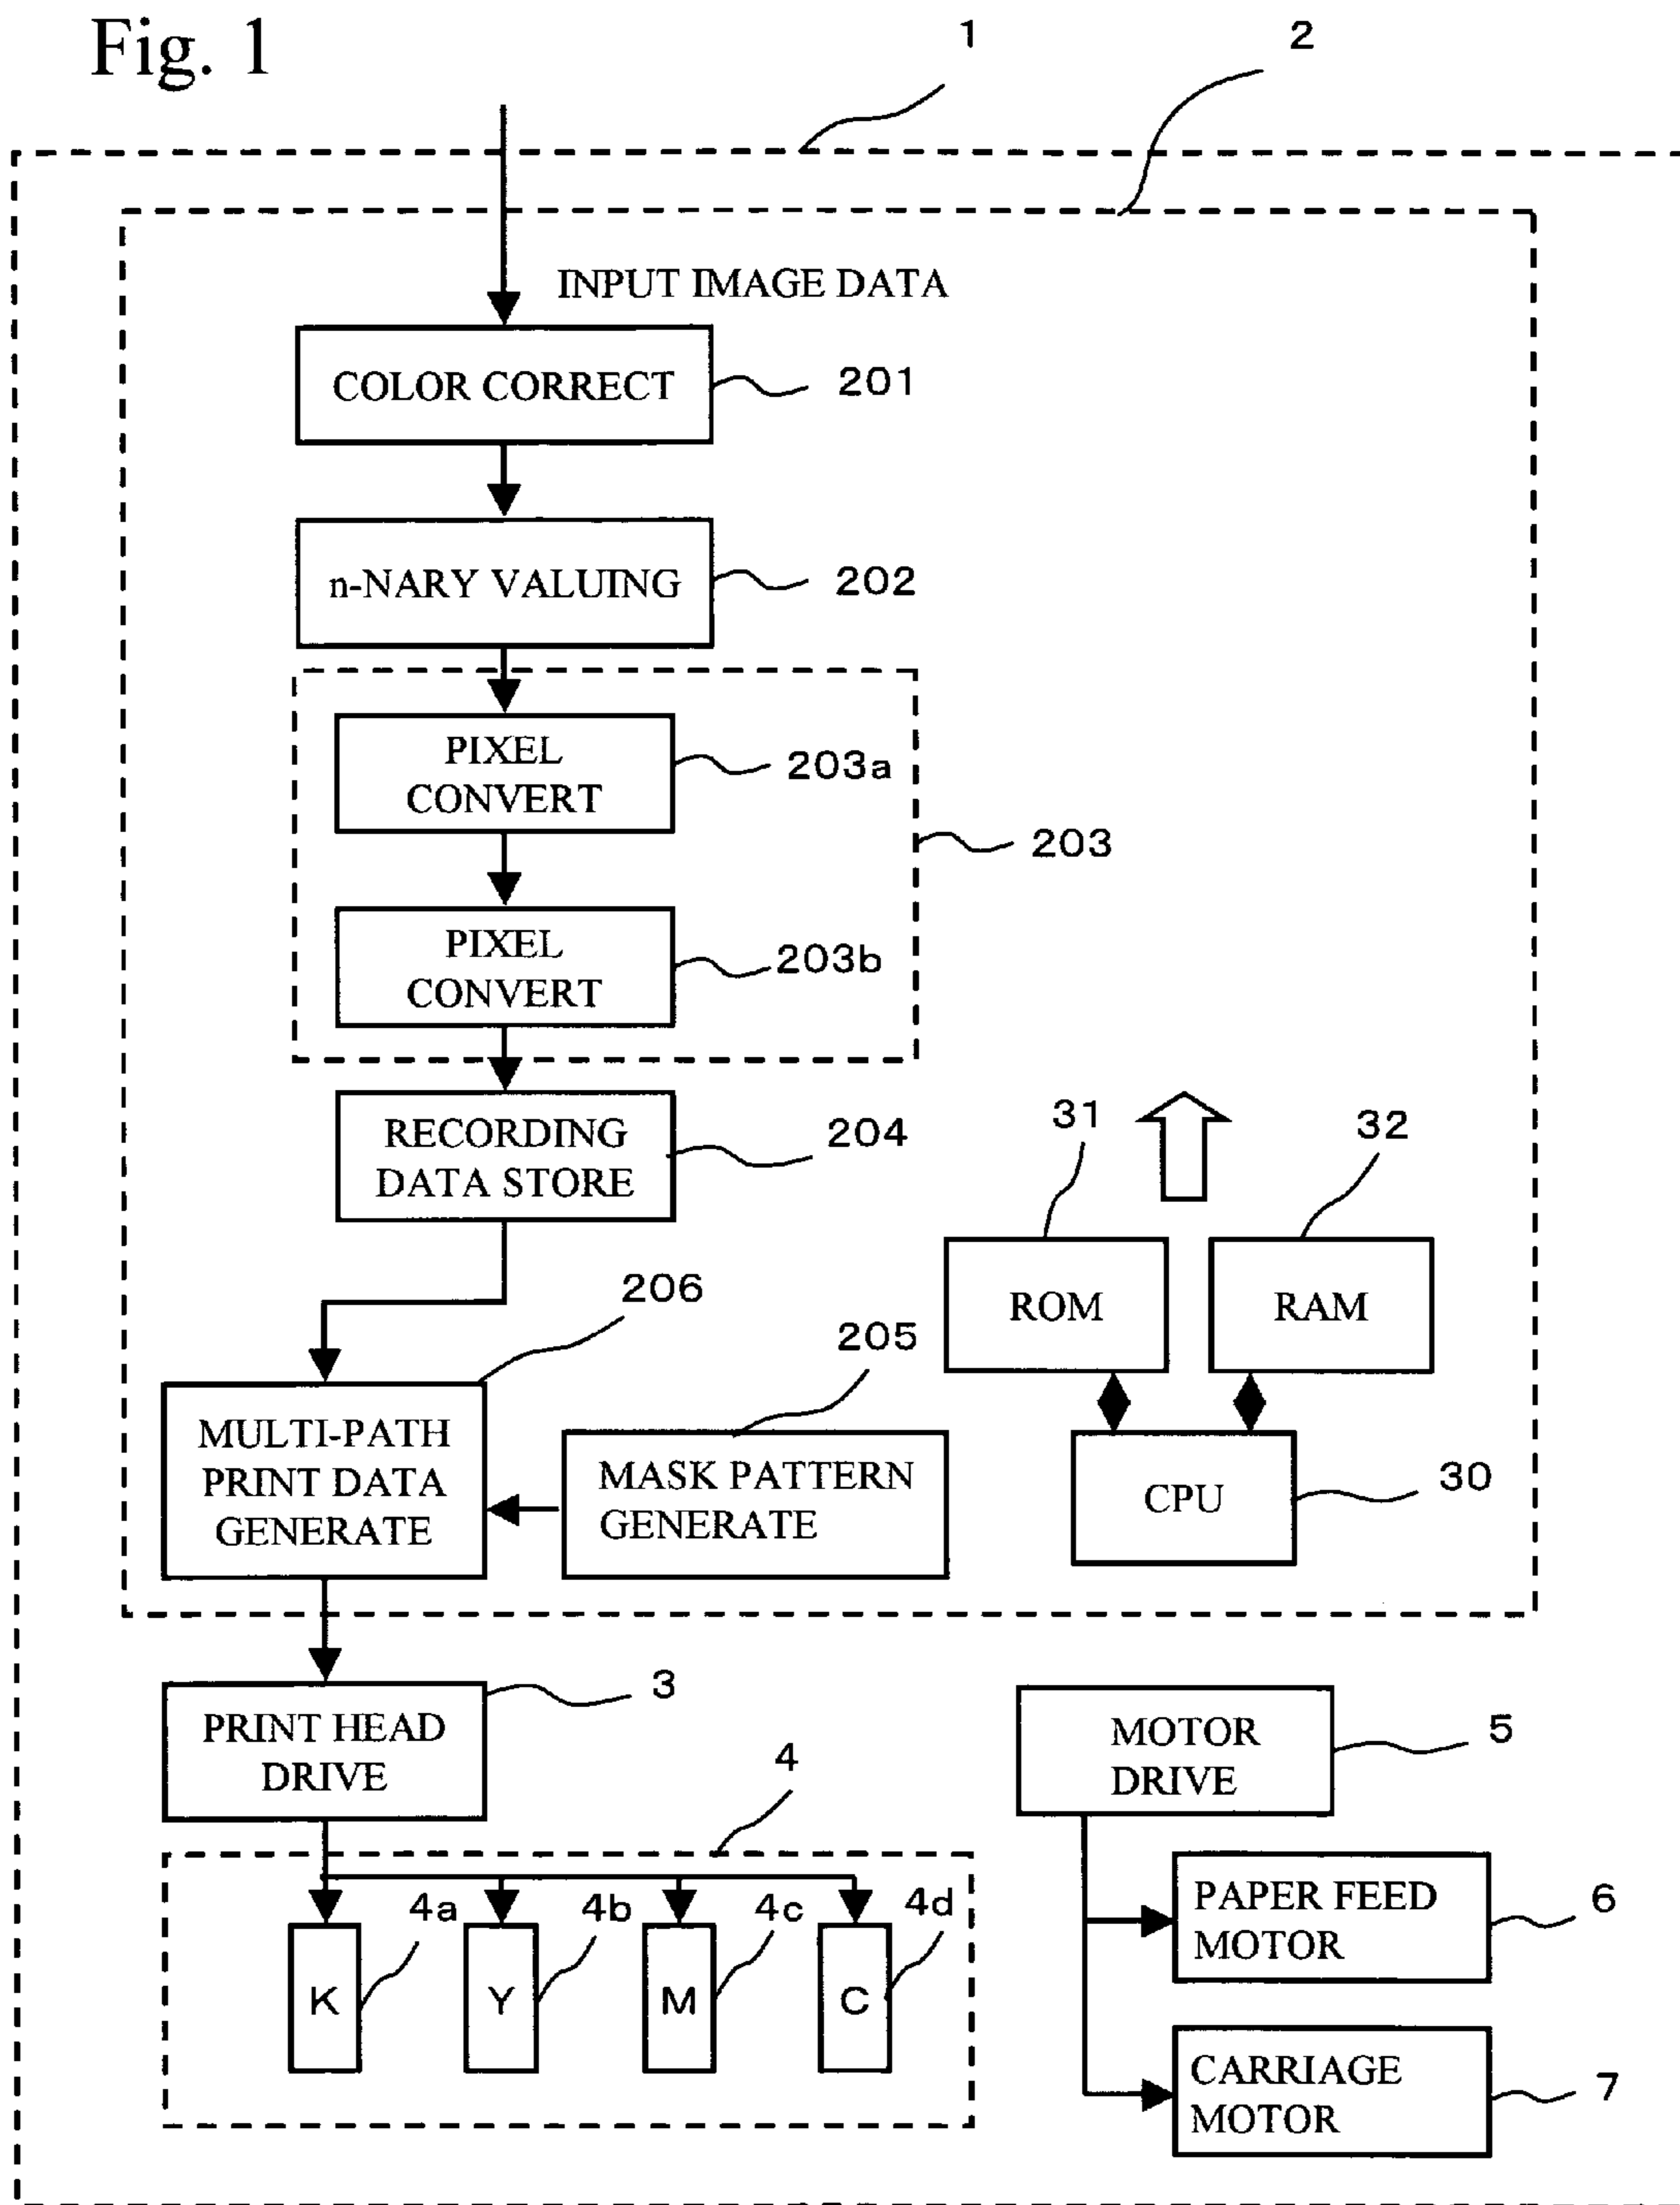 Fig. 1
1
2
INPUT IMAGE DATA
COLOR CORRECT
201
n-NARY VALUING
202
PIXEL
CONVERT
203a
203
PIXEL
CONVERT
203b
RECORDING
DATA STORE
204
31
32
ROM
RAM
206
205
MULTI-PATH
PRINT DATA
GENERATE
MASK PATTERN
GENERATE
CPU
30
PRINT HEAD
DRIVE
3
MOTOR
DRIVE
5
4
4a
4b
4c
4d
K
Y
M
C
PAPER FEED
MOTOR
6
CARRIAGE
MOTOR
7